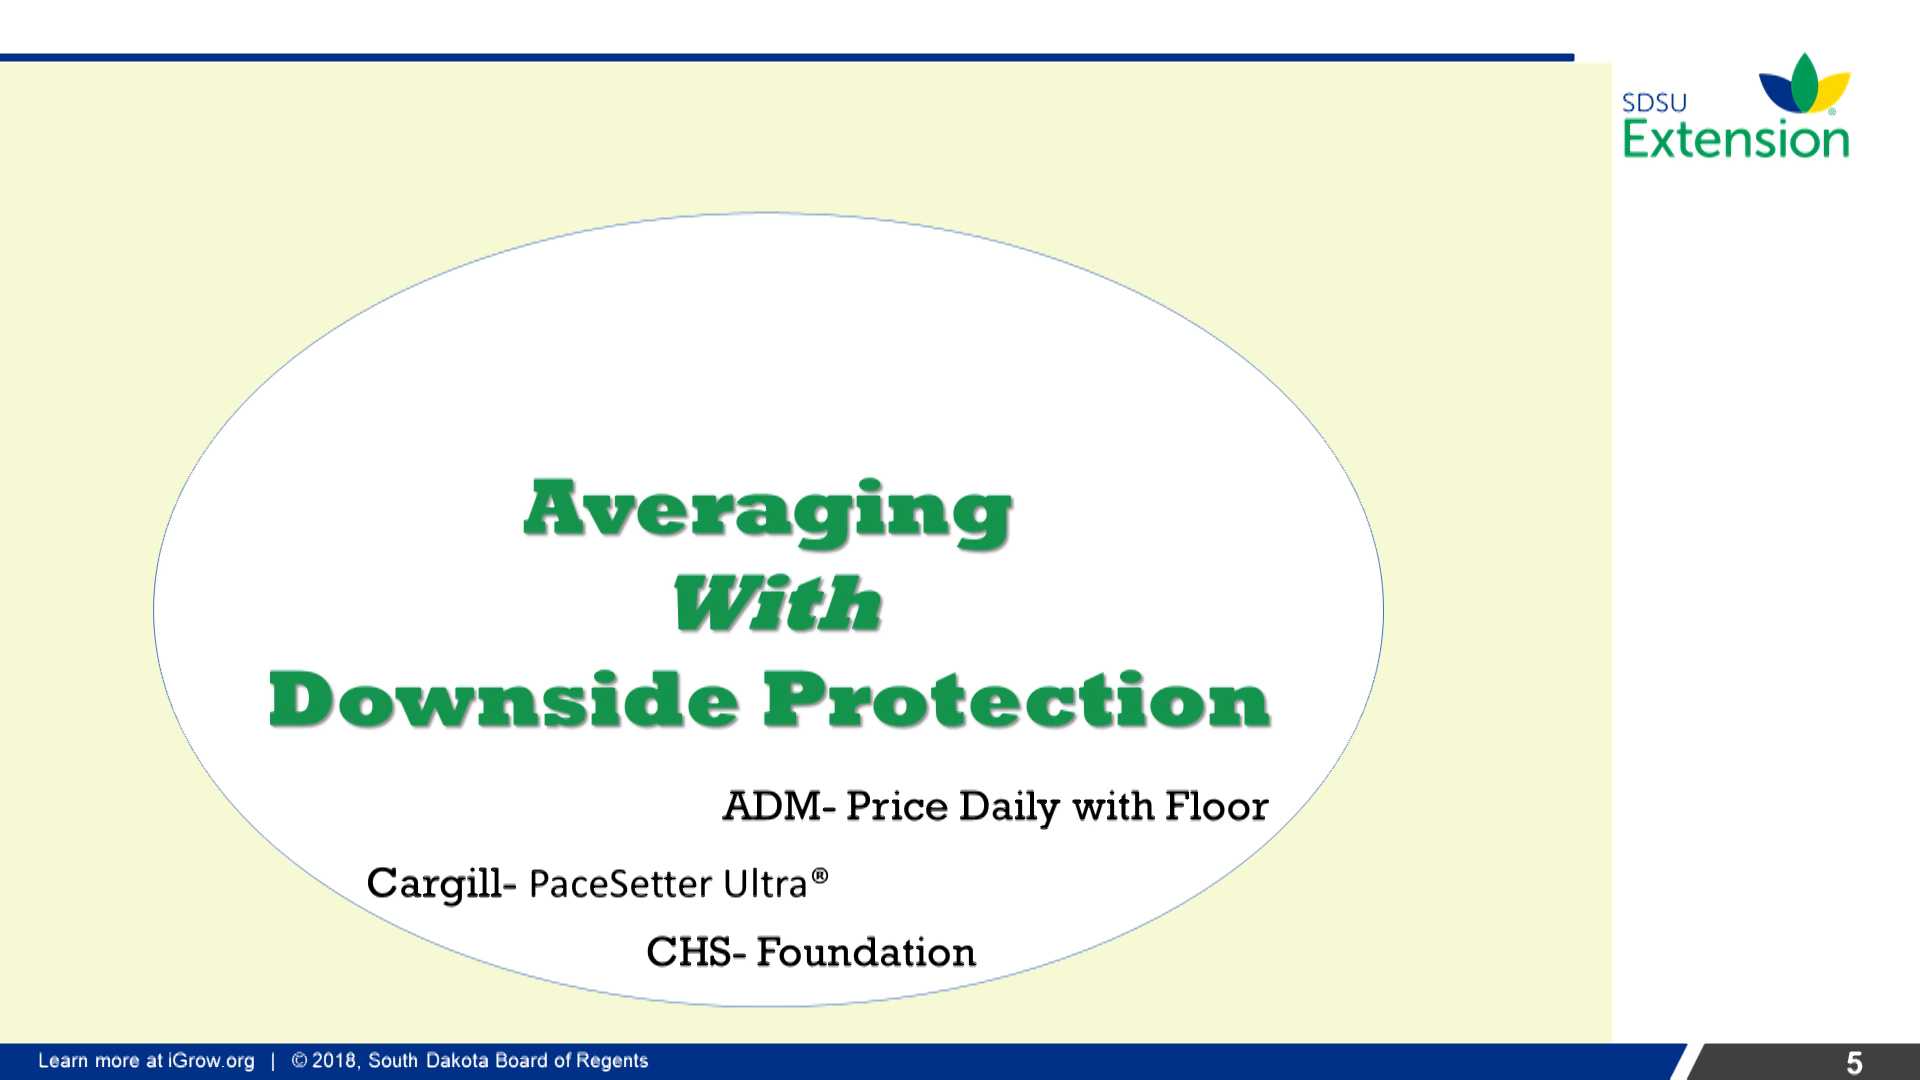 SDSU
Extension
Averaging
With
Downside Protection
ADM- Price Daily with Floor
Cargill- PaceSetter Ultra®
CHS- Foundation
Learn more at iGrow.org | © 2018, South Dakota Board of Regents
5